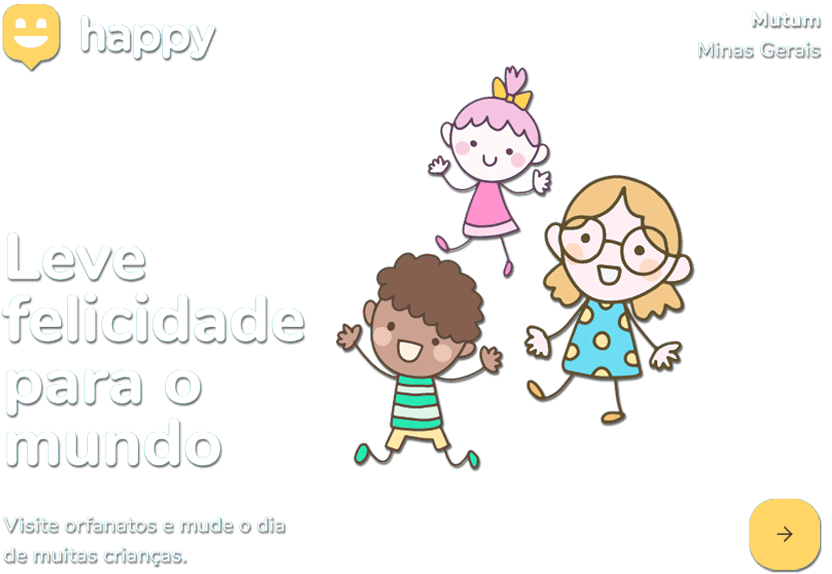 happy
Mutum
Minas Gerais
Leve
felicidade
para o
mundo
Visite orfanatos e mude o dia
de muitas crianças.